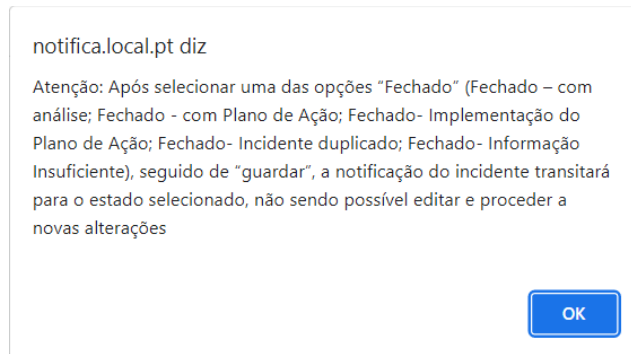 notifica.local.pt diz
Atenção: Após selecionar uma das opções “Fechado” (Fechado – com
análise; Fechado - com Plano de Ação; Fechado- Implementação do
Plano de Ação; Fechado- Incidente duplicado; Fechado- Informação
Insuficiente), seguido de “guardar”, a notificação do incidente transitará
para o estado selecionado, não sendo possível editar e proceder a
novas alterações
OK